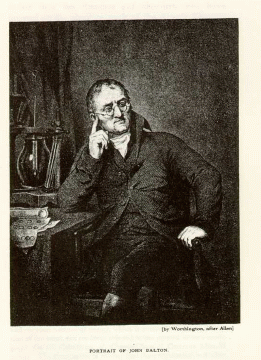 [by Worthington, after Allen]
PORTRAIT OF JOHN DALTON.